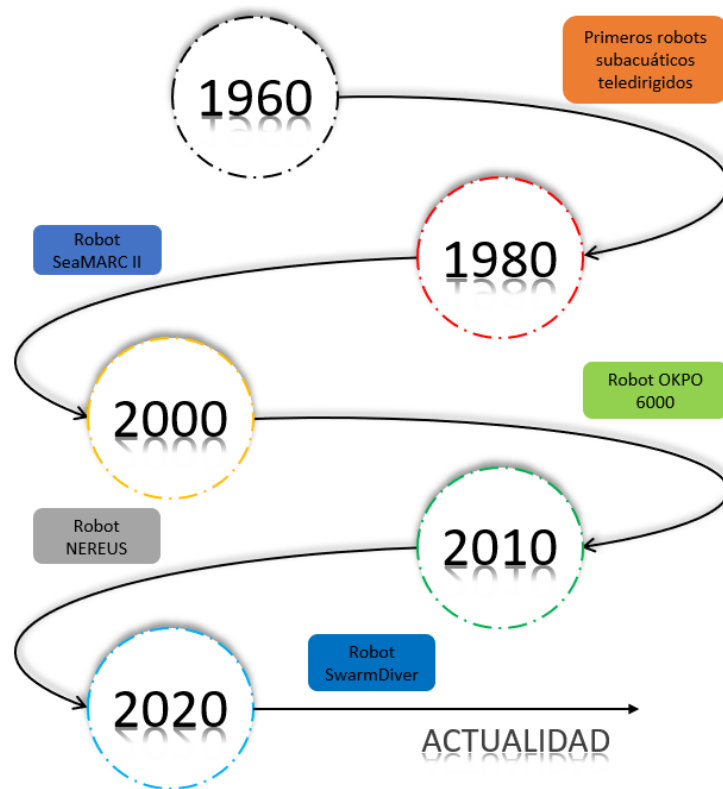 1960
Primeros robots
subacuáticos
teledirigidos
1980
Robot
SeaMARC II
2000
Robot OKPO
6000
2010
Robot
NEREUS
2020
Robot
SwarmDiver
ACTUALIDAD